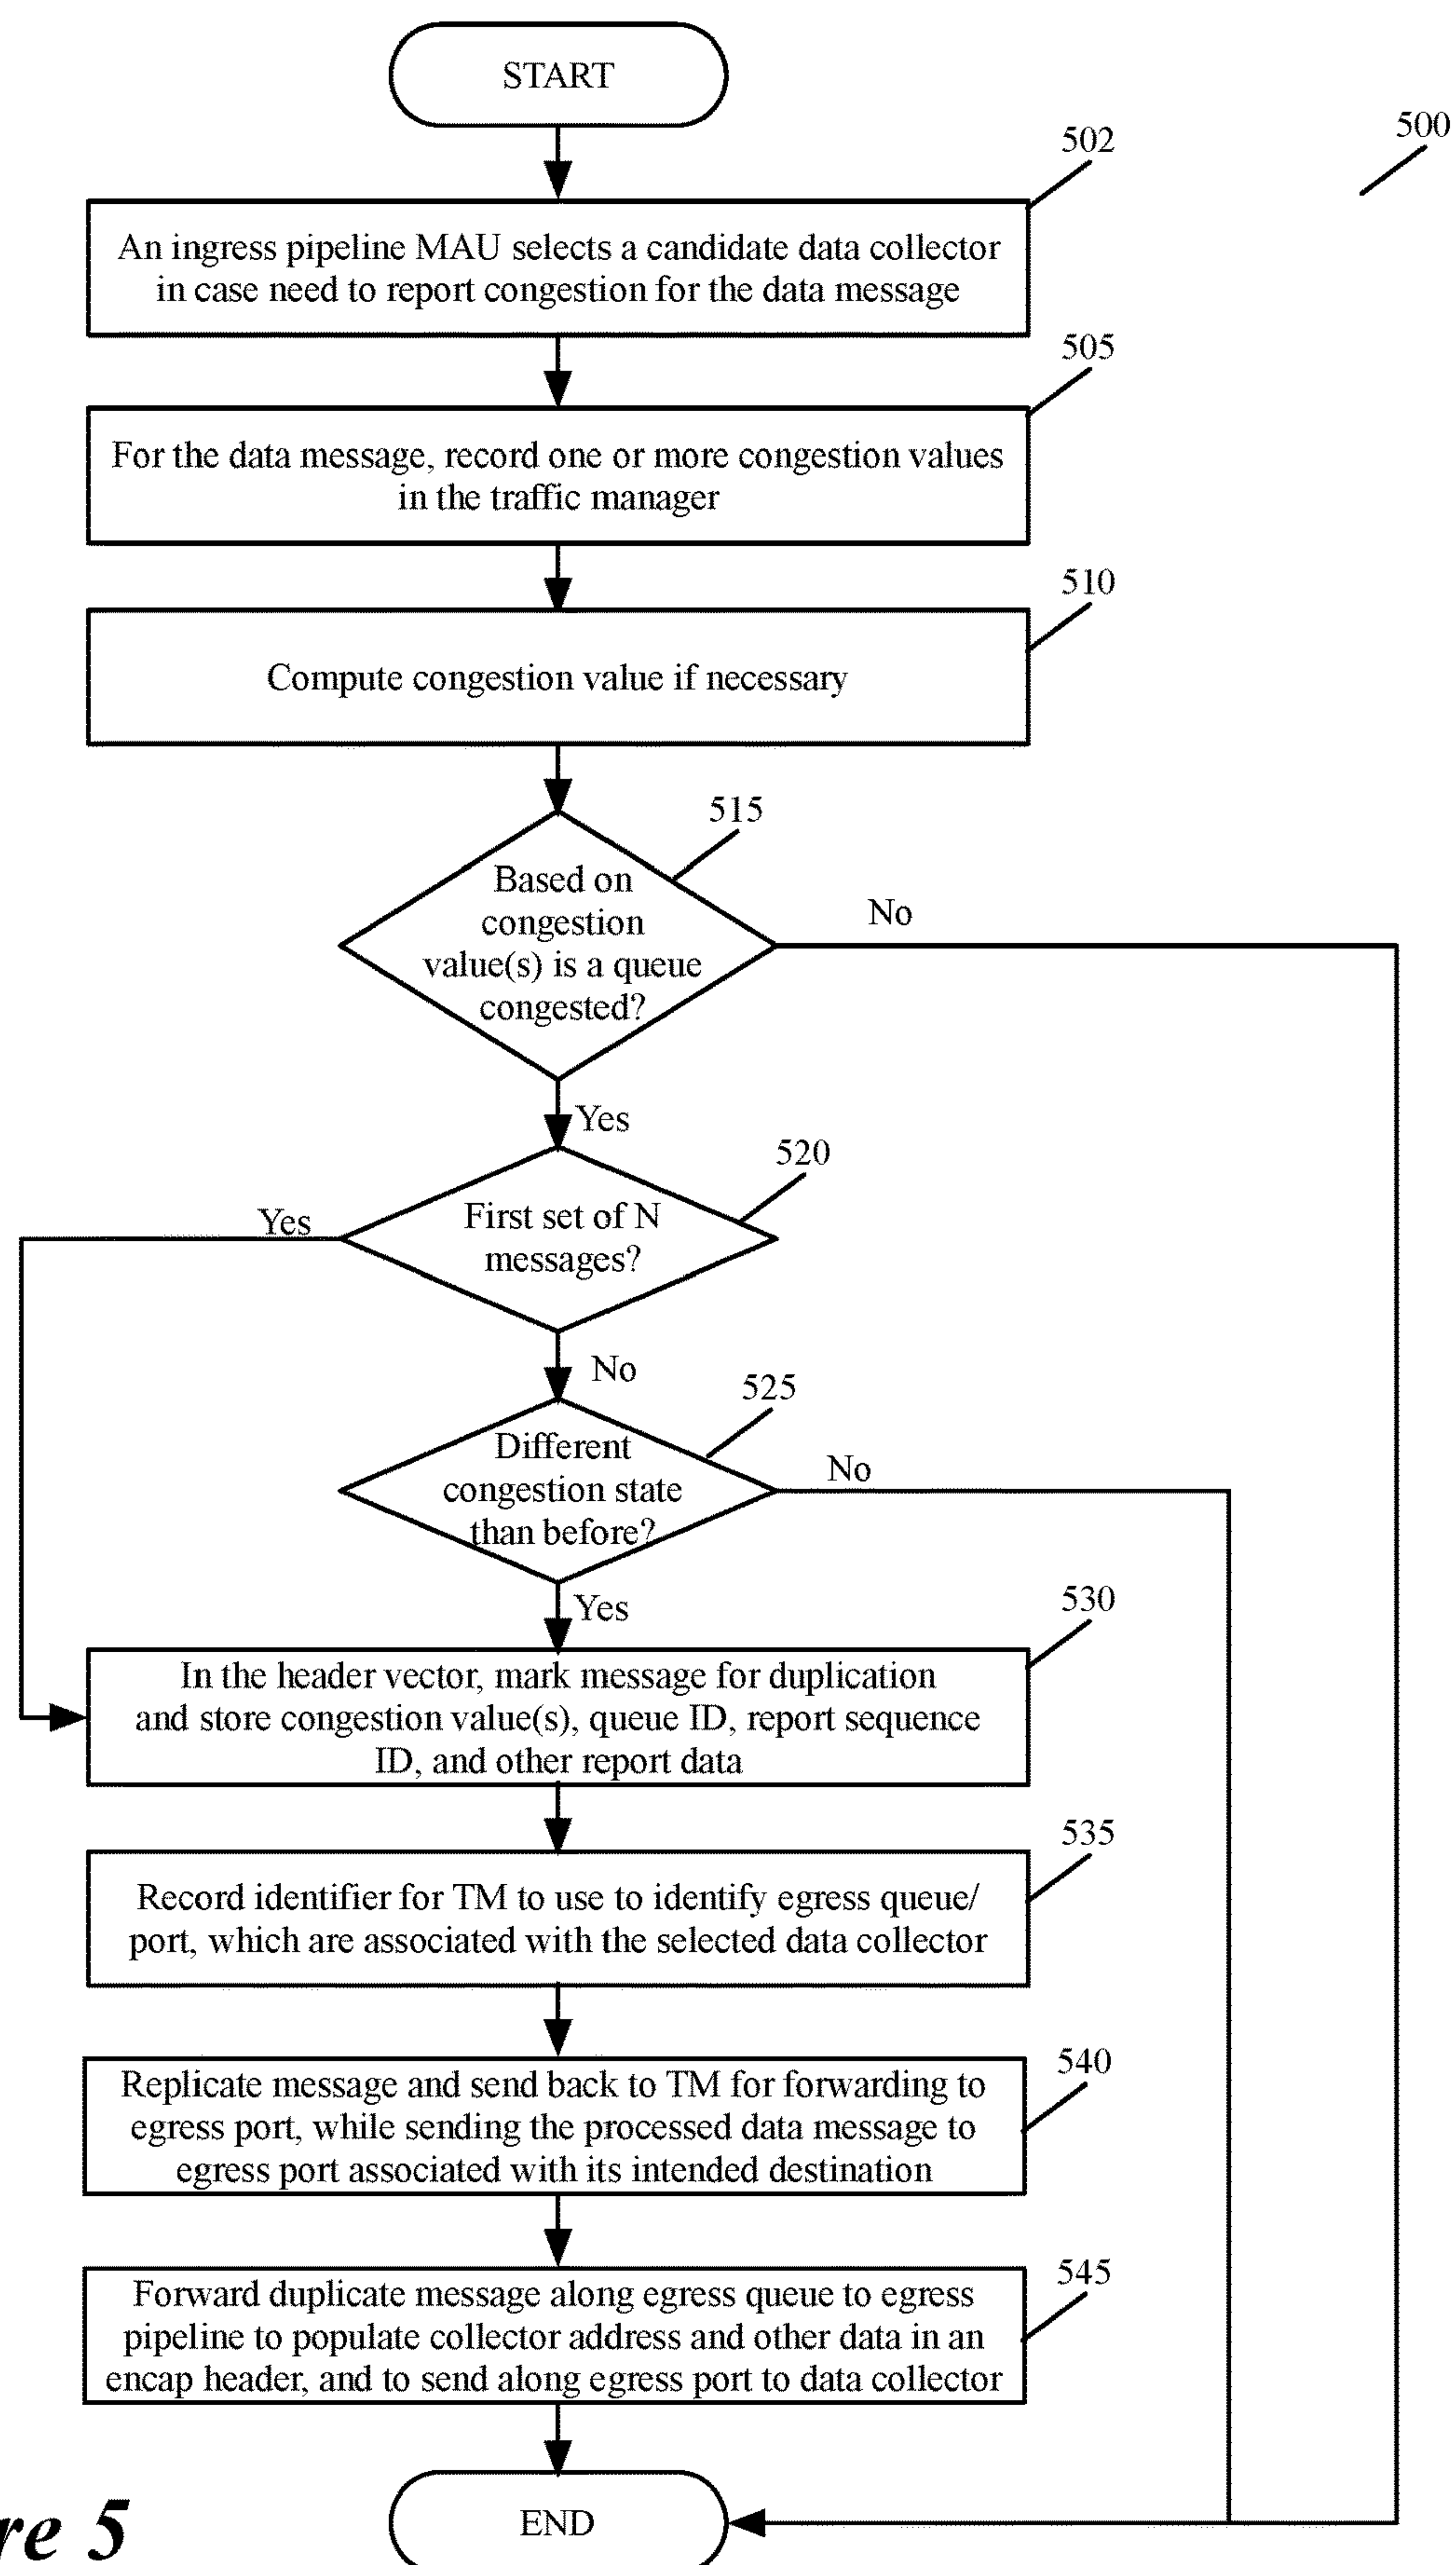 START
500
502
An ingress pipeline MAU selects a candidate data collector
in case need to report congestion for the data message
505
For the data message, record one or more congestion values
in the traffic manager
510
Compute congestion value if necessary
515
Based on
congestion
value(s) is a queue
congested?
No
Yes
520
First set of N
messages?
Yes
No
525
Different
congestion state
than before?
No
Yes
530
In the header vector, mark message for duplication
and store congestion value(s), queue ID, report sequence
ID, and other report data
535
Record identifier for TM to use to identify egress queue/
port, which are associated with the selected data collector
540
Replicate message and send back to TM for forwarding to
egress port, while sending the processed data message to
egress port associated with its intended destination
545
Forward duplicate message along egress queue to egress
pipeline to populate collector address and other data in an
encap header, and to send along egress port to data collector
END
re 5